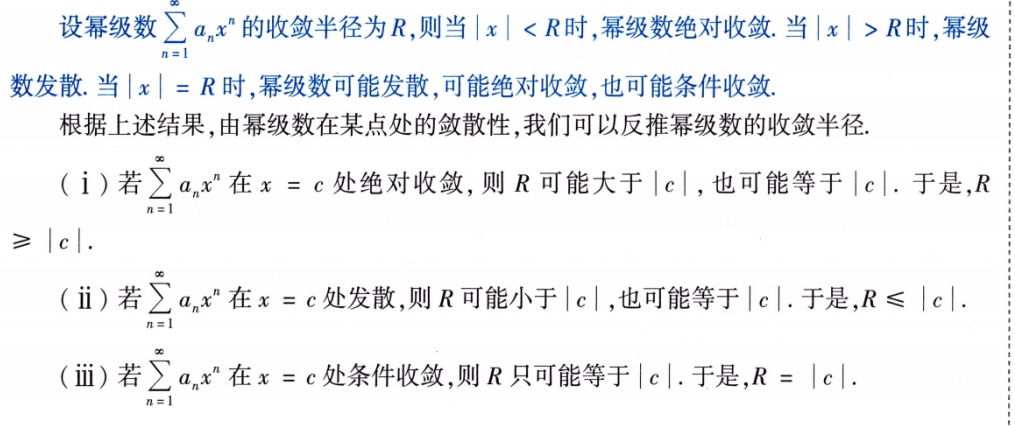 设幂级数 $\sum_{n=1}^{\infty} a_n x^n$ 的收敛半径为 R,则当 |x| < R时,幂级数绝对收敛. 当 |x| > R时,幂级
数发散. 当 |x| = R 时,幂级数可能发散,可能绝对收敛,也可能条件收敛.
根据上述结果,由幂级数在某点处的敛散性,我们可以反推幂级数的收敛半径.
(ⅰ) 若 $\sum_{n=1}^{\infty} a_n x^n$ 在 x = c 处绝对收敛, 则 R 可能大于 |c| , 也可能等于 |c|. 于是,R
≥ |c|.
(ⅱ) 若 $\sum_{n=1}^{\infty} a_n x^n$ 在 x = c 处发散,则 R 可能小于 |c| ,也可能等于 |c|. 于是,R ≤ |c|.
(ⅲ) 若 $\sum_{n=1}^{\infty} a_n x^n$ 在 x = c 处条件收敛,则 R 只可能等于 |c|. 于是,R = |c|.